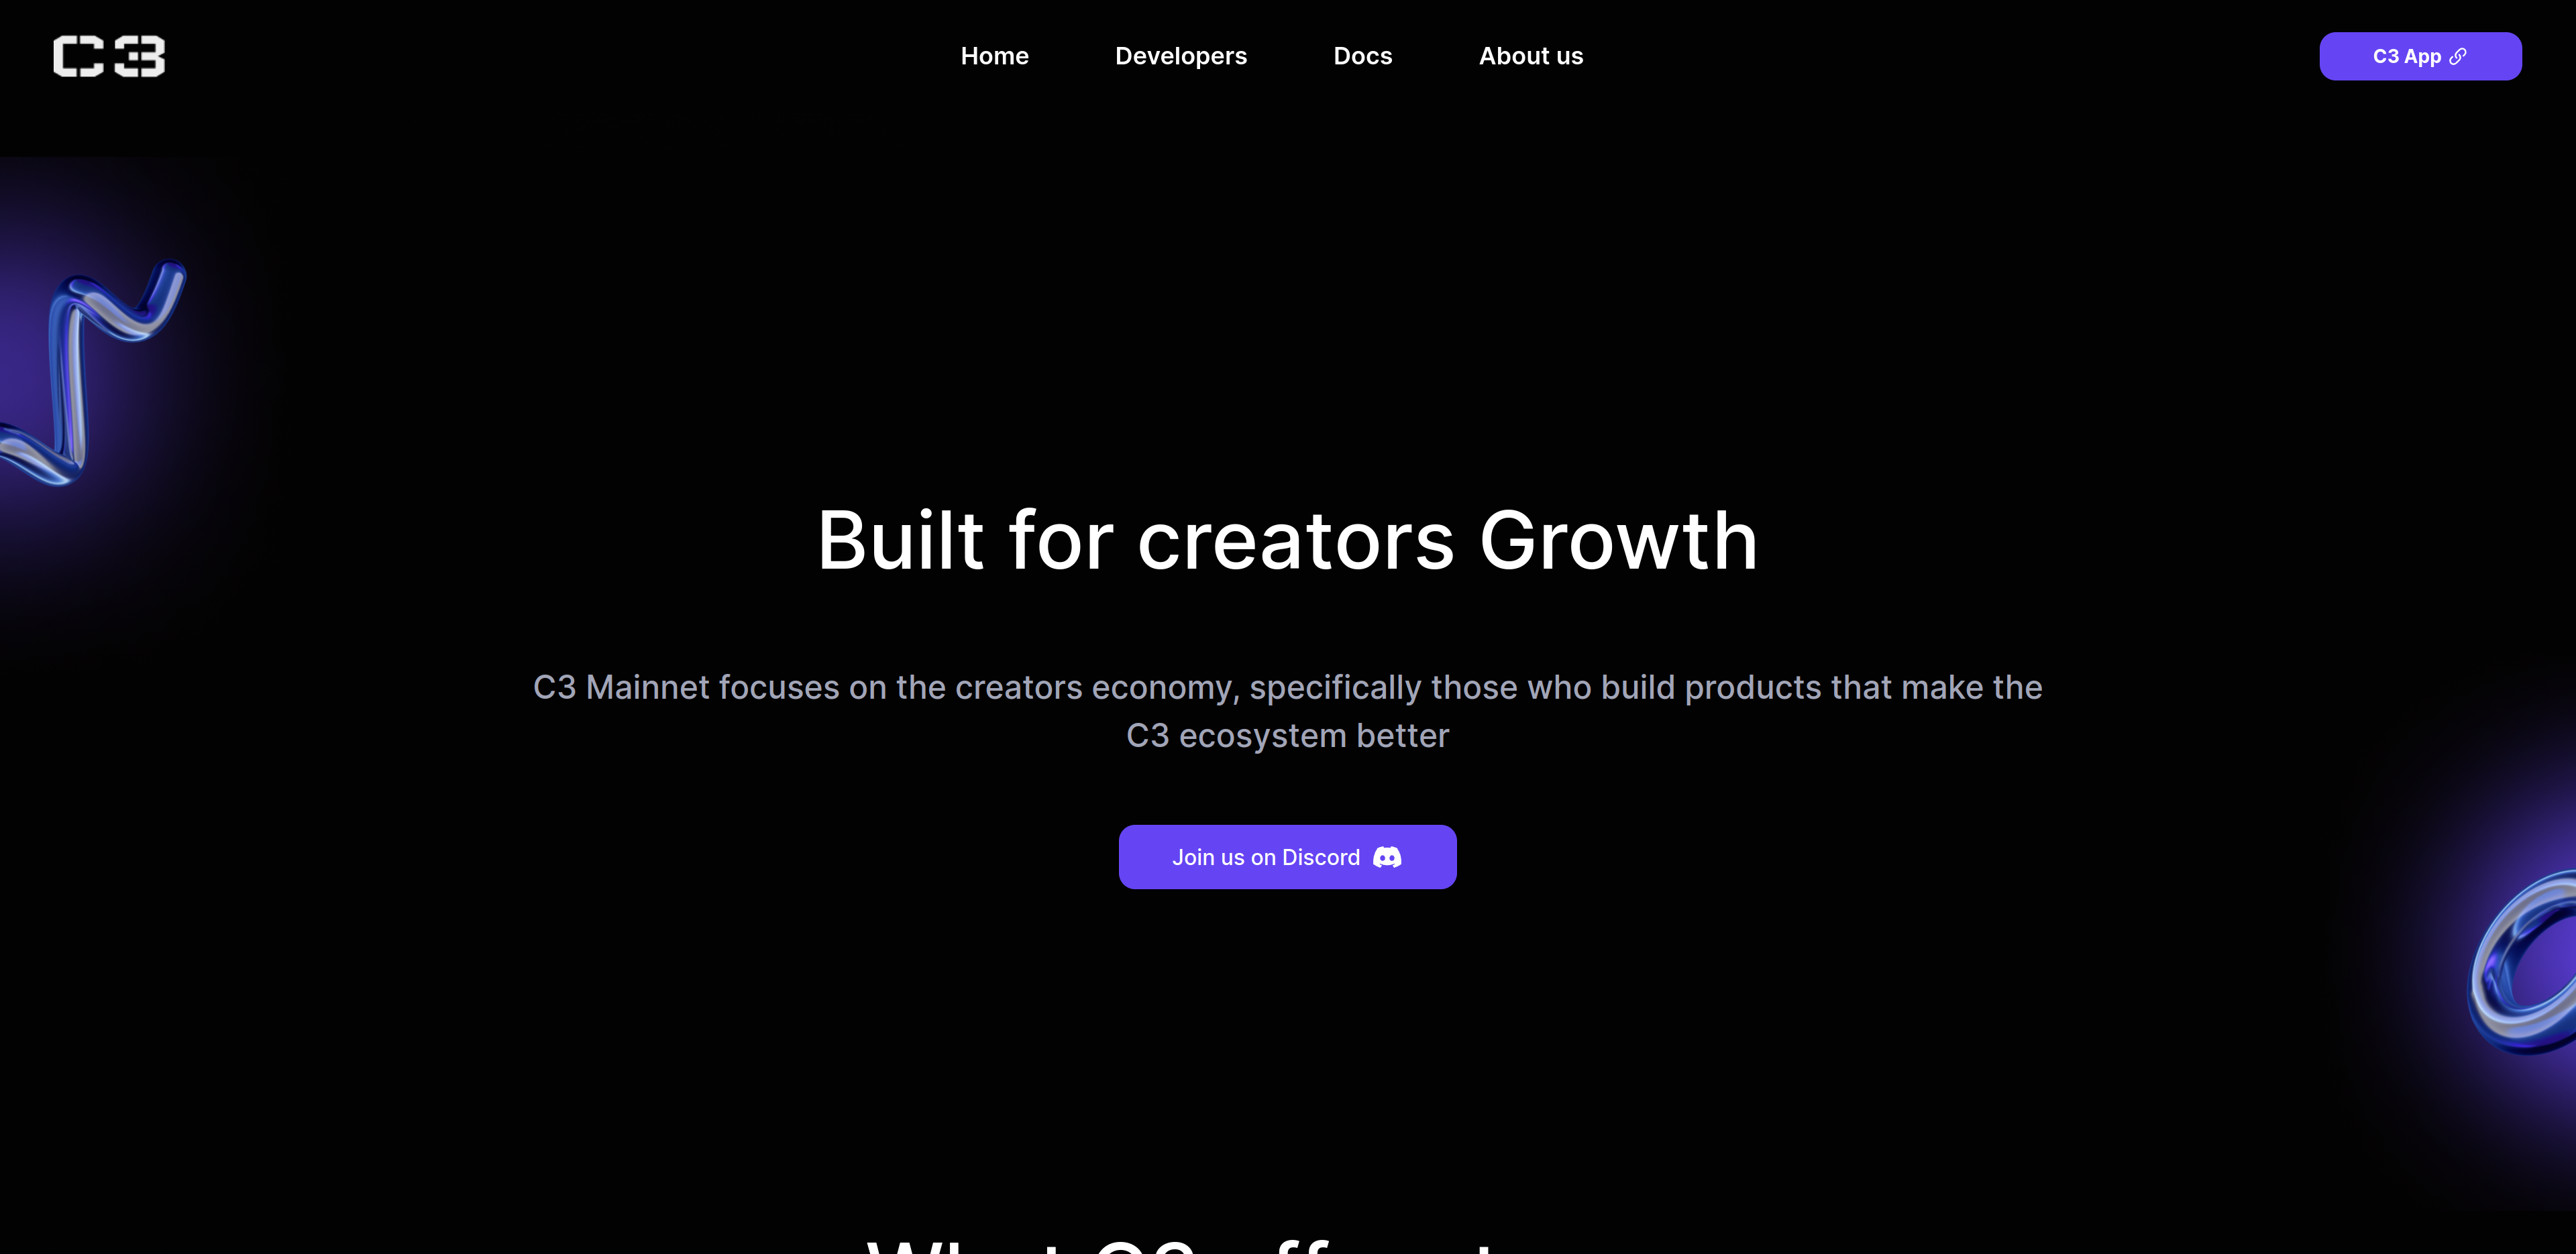 C3
Home
Developers
Docs
About us
C3 App
Built for creators Growth
C3 Mainnet focuses on the creators economy, specifically those who build products that make the
C3 ecosystem better
Join us on Discord